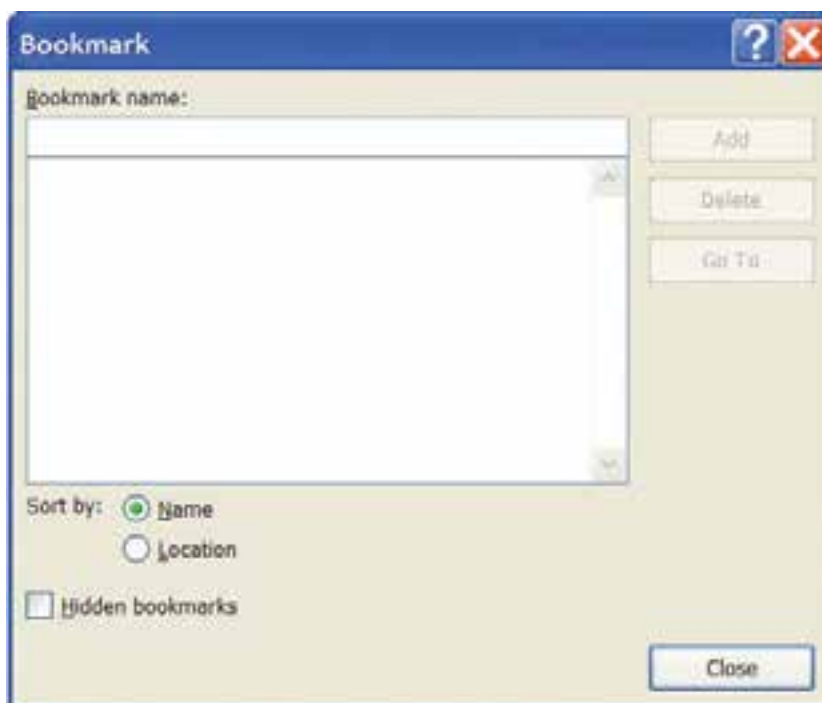 Bookmark
Bookmark name:
Add
Delete
Go To
Sort by: Name
Location
Hidden bookmarks
Close